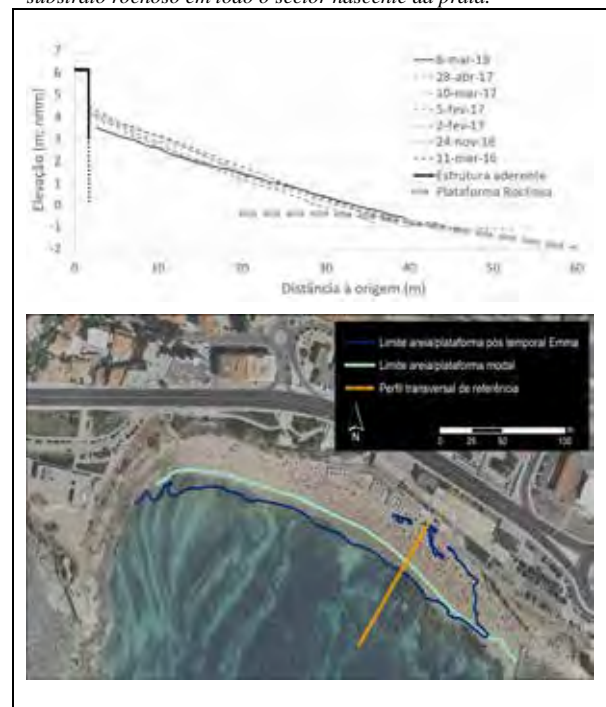 substrato rochoso em todo o sector nascente da praia.
7
6
5
4
3
2
1
0
-1
-2
Elevação (m; nmm)
0
10
20
30
40
50
60
Distância à origem (m)
6-mar-18
28-abr-17
10-mar-17
5-fev-17
2-fev-17
24-nov-16
11-mar-16
Estrutura aderente
Plataforma Rochosa
Limite areia/plataforma pós temporal Emma
Limite areia/plataforma modal
Perfil transversal de referência
N
0
25
50
100
m